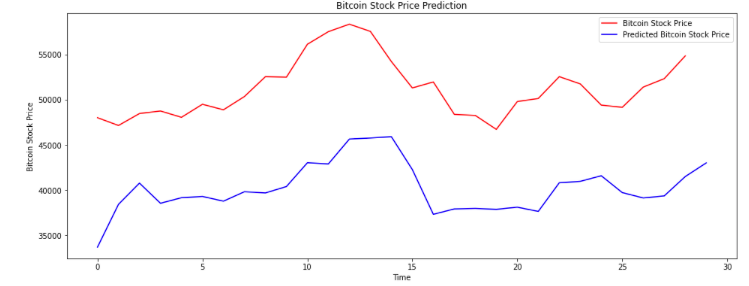 Bitcoin Stock Price Prediction
Bitcoin Stock Price
Predicted Bitcoin Stock Price
Bitcoin Stock Price
55000
50000
45000
40000
35000
0 5 10 15 20 25 30
Time